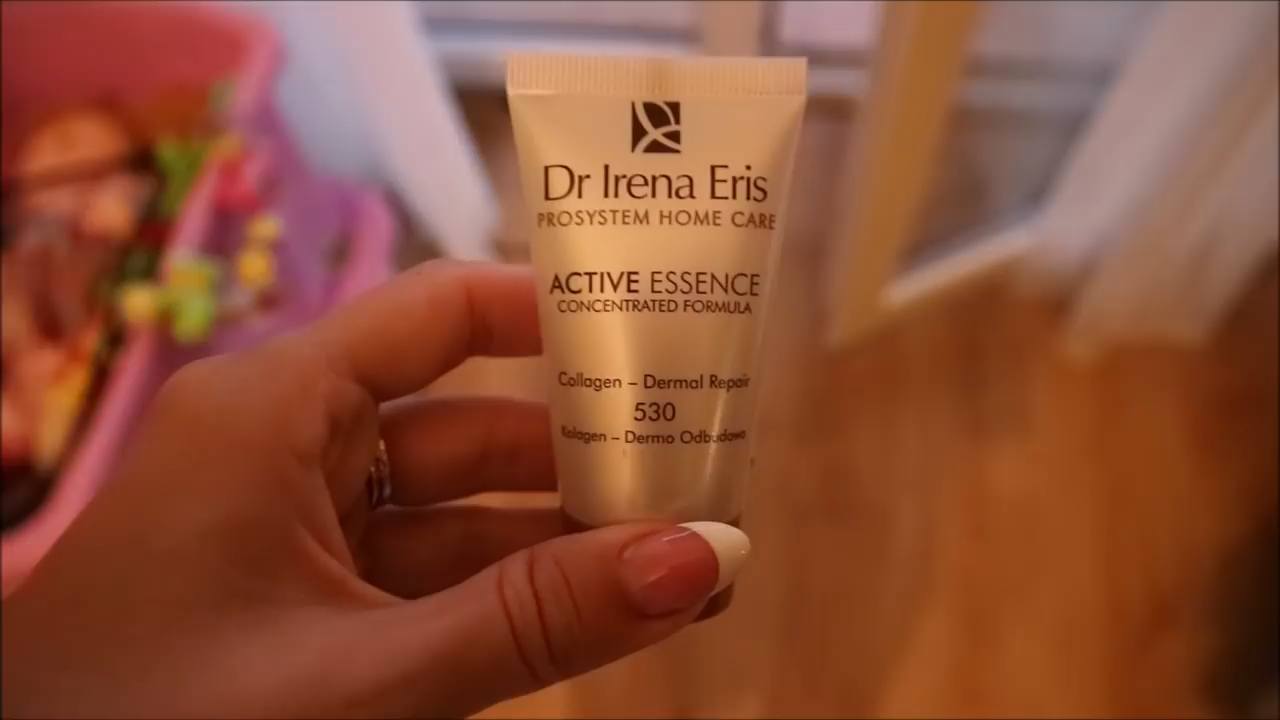 Dr Irena Eris
PROSYSTEM HOME CARE
ACTIVE ESSENCE
CONCENTRATED FORMULA
Collagen – Dermal Repair
530
Kolagen – Dermo Odbudowa